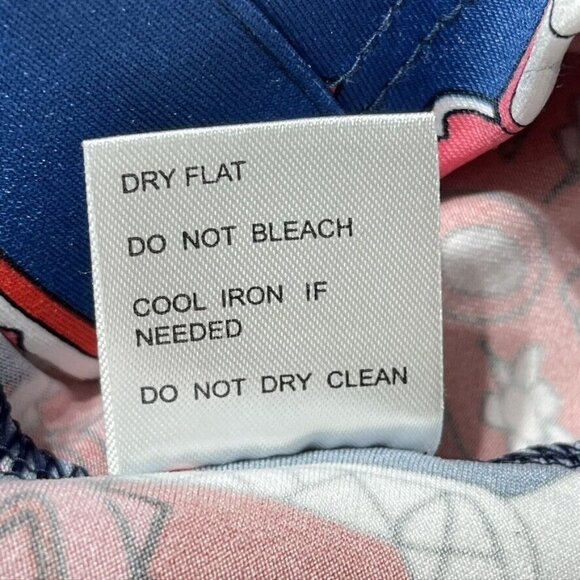 DRY FLAT
DO NOT BLEACH
COOL IRON IF
NEEDED
DO NOT DRY CLEAN